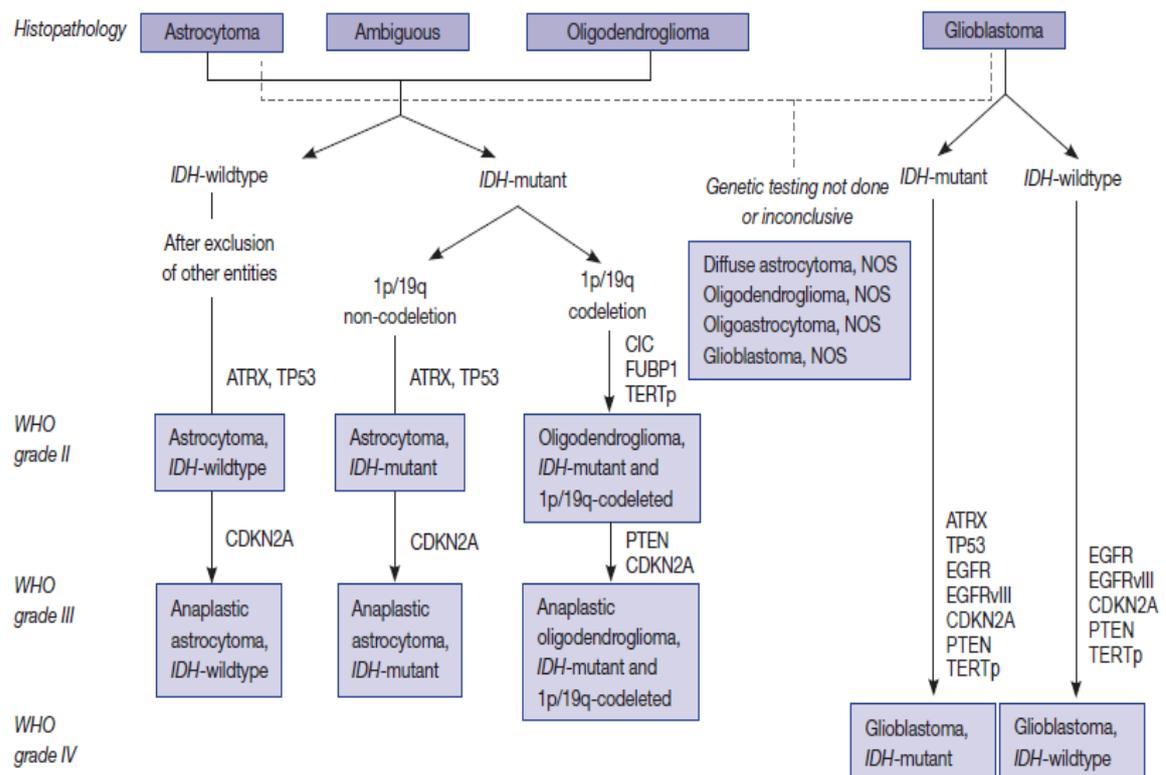 Histopathology
Astrocytoma
Ambiguous
Oligodendroglioma
Glioblastoma
IDH-wildtype
IDH-mutant
Genetic testing not done
or inconclusive
IDH-mutant
IDH-wildtype
After exclusion
of other entities
1p/19q
non-codeletion
1p/19q
codeletion
Diffuse astrocytoma, NOS
Oligodendroglioma, NOS
Oligoastrocytoma, NOS
Glioblastoma, NOS
ATRX, TP53
ATRX, TP53
CIC
FUBP1
TERTp
WHO
grade II
Astrocytoma,
IDH-wildtype
Astrocytoma,
IDH-mutant
Oligodendroglioma,
IDH-mutant and
1p/19q-codeleted
CDKN2A
CDKN2A
PTEN
CDKN2A
ATRX
TP53
EGFR
EGFRvIII
CDKN2A
PTEN
TERTp
EGFR
EGFRvIII
CDKN2A
PTEN
TERTp
WHO
grade III
Anaplastic
astrocytoma,
IDH-wildtype
Anaplastic
astrocytoma,
IDH-mutant
Anaplastic
oligodendroglioma,
IDH-mutant and
1p/19q-codeleted
WHO
grade IV
Glioblastoma,
IDH-mutant
Glioblastoma,
IDH-wildtype